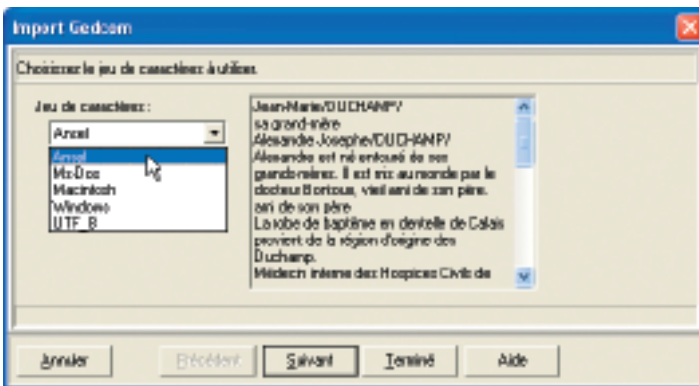 Import Gedcom
Choisissez le jeu de caractères à utiliser.
Jeu de caractères :
Ansel
Ansel
Ms-Dos
Macintosh
Windows
UTF_8
Jean-Marie/DUCHAMP/
sa grand-mère
Alexandre Josephe/DUCHAMP/
Alexandre est né entouré de ses
grands-mères. Il est mis au monde par le
docteur Bortous, vieil ami de son père.
ami de son père
La robe de baptême en dentelle de Calais
provient de la région d'origine des
Duchamp.
Médecin interne des Hospices Civils de
Annuler
Précédent
Suivant
Terminé
Aide